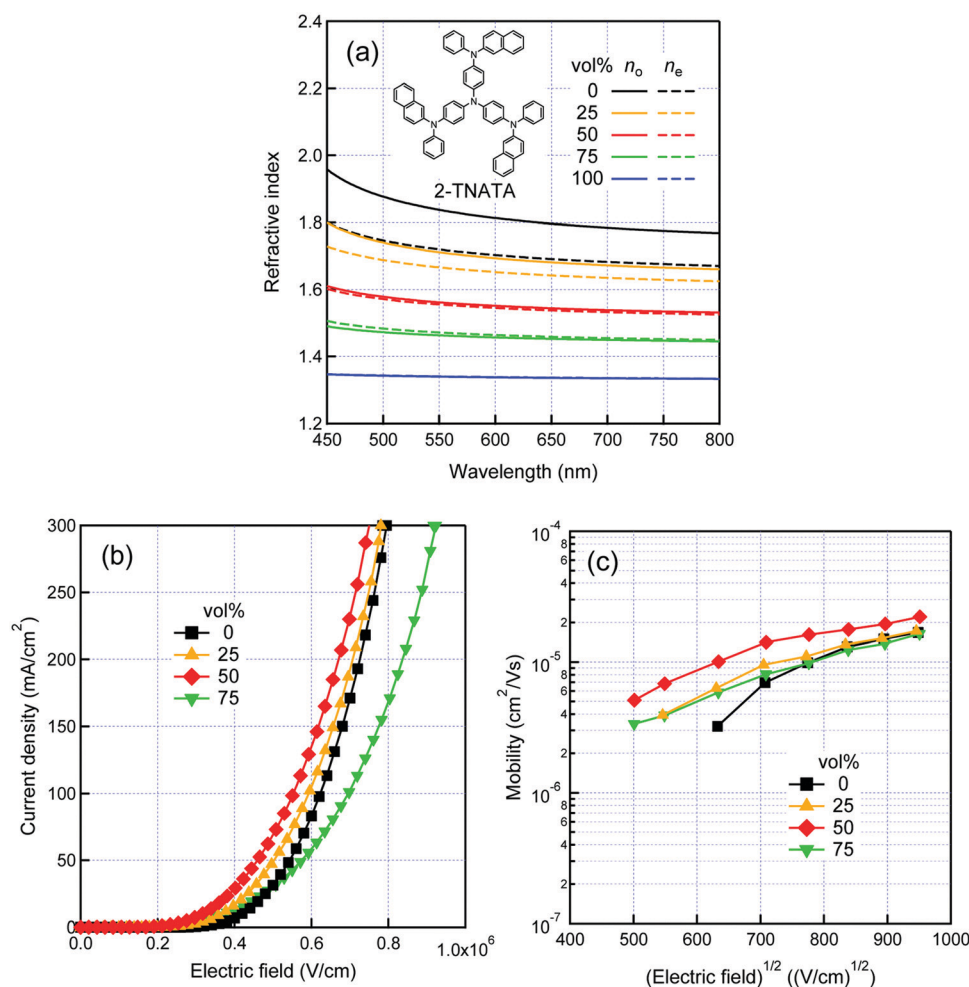 (a)
vol% n_o n_e
0
25
50
75
100
N
N
N
N
2-TNATA
2.4
2.2
2.0
1.8
1.6
1.4
1.2
Refractive index
450 500 550 600 650 700 750 800
Wavelength (nm)
(b)
vol%
0
25
50
75
300
250
200
150
100
50
0
Current density (mA/cm^2)
0.0 0.2 0.4 0.6 0.8 1.0x10^6
Electric field (V/cm)
(c)
10^-4
8
6
4
2
10^-5
8
6
4
2
10^-6
8
6
4
2
10^-7
Mobility (cm^2/Vs)
vol%
0
25
50
75
400 500 600 700 800 900 1000
(Electric field)^1/2 ((V/cm)^1/2)